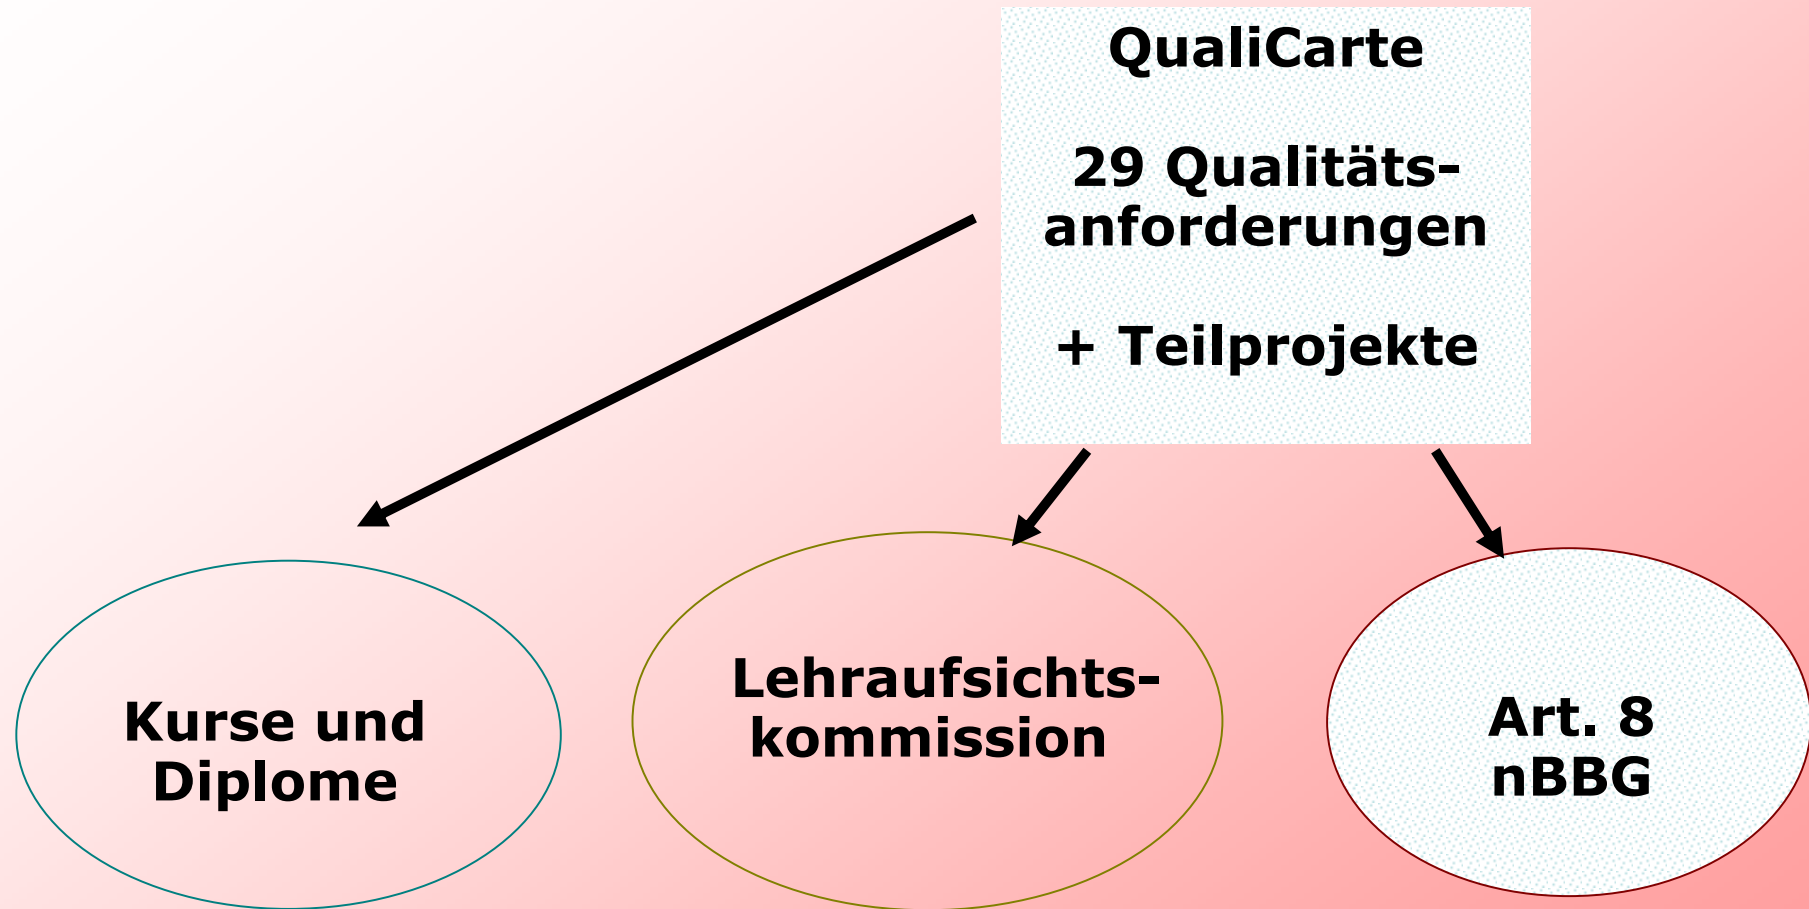 QualiCarte
29 Qualitäts-
anforderungen
+ Teilprojekte
Kurse und
Diplome
Lehraufsichts-
kommission
Art. 8
nBBG